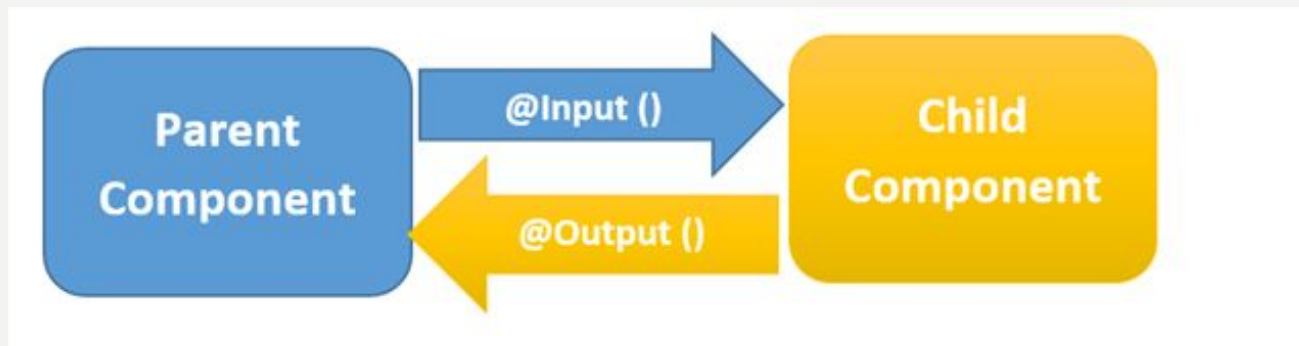 Parent
Component
@Input ()
@Output ()
Child
Component